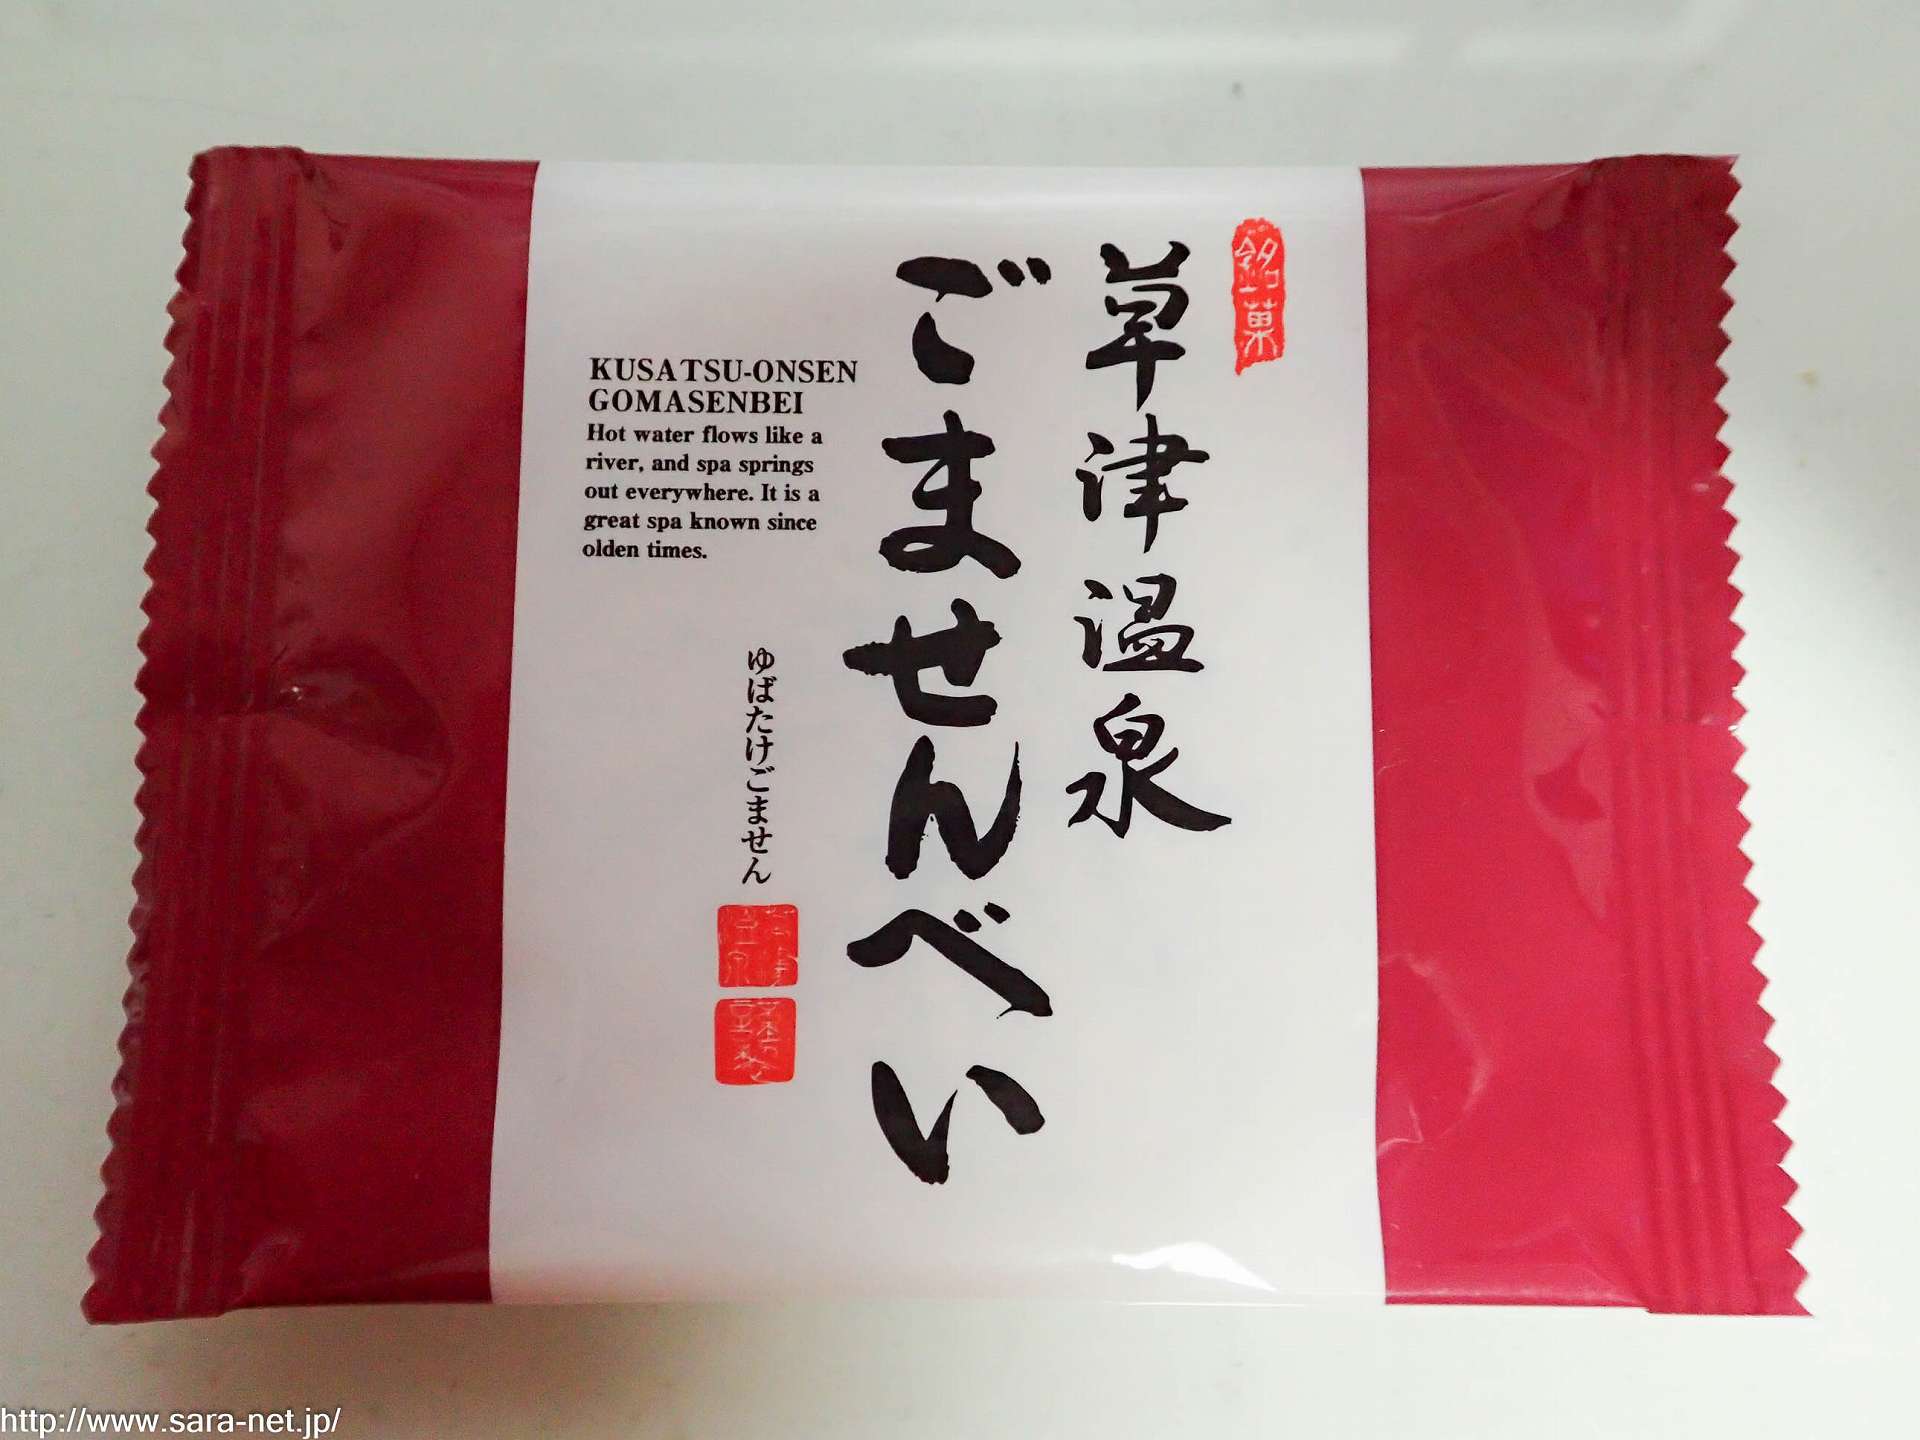 銘菓
草津温泉
ごませんべい
KUSATSU-ONSEN
GOMASENBEI
Hot water flows like a
river, and spa springs
out everywhere. It is a
great spa known since
olden times.
ゆばたけごません
http://www.sara-net.jp/